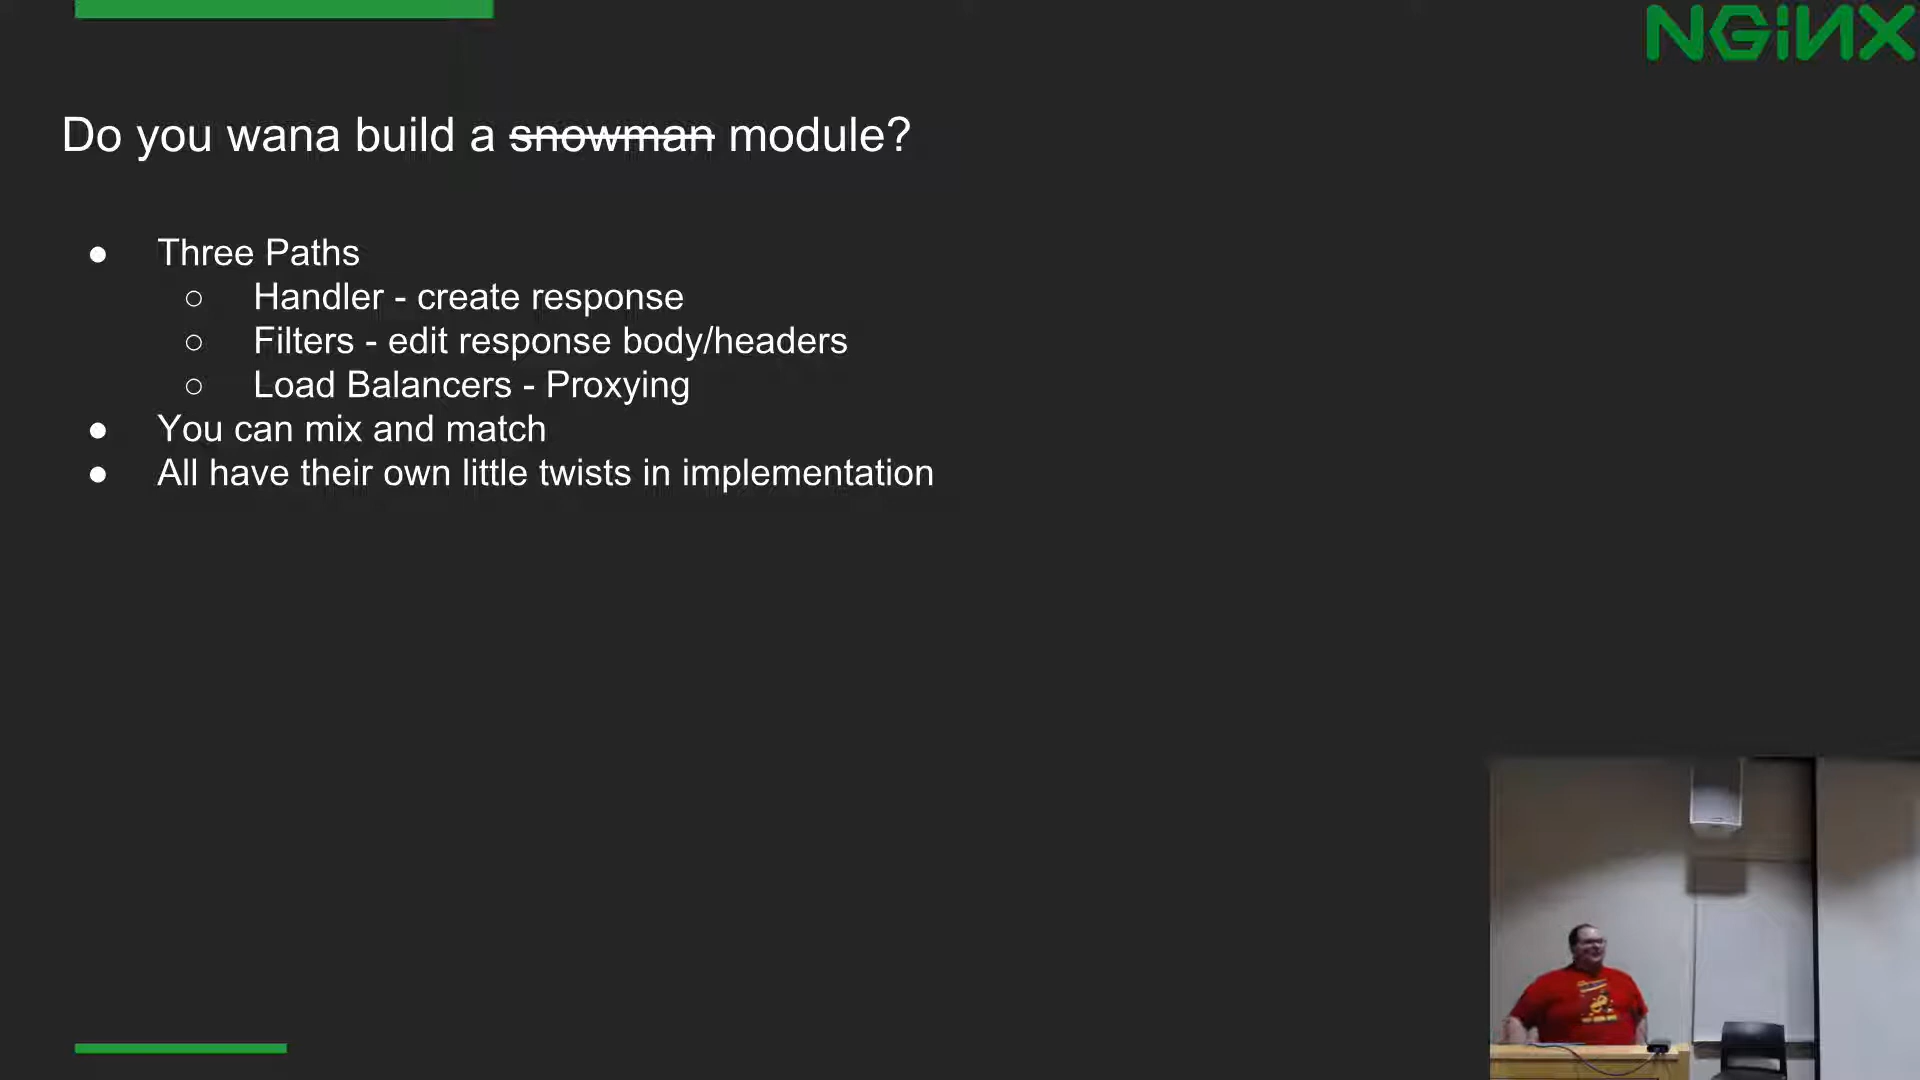 NGiNX
Do you wana build a snowman module?
● Three Paths
○ Handler - create response
○ Filters - edit response body/headers
○ Load Balancers - Proxying
● You can mix and match
● All have their own little twists in implementation